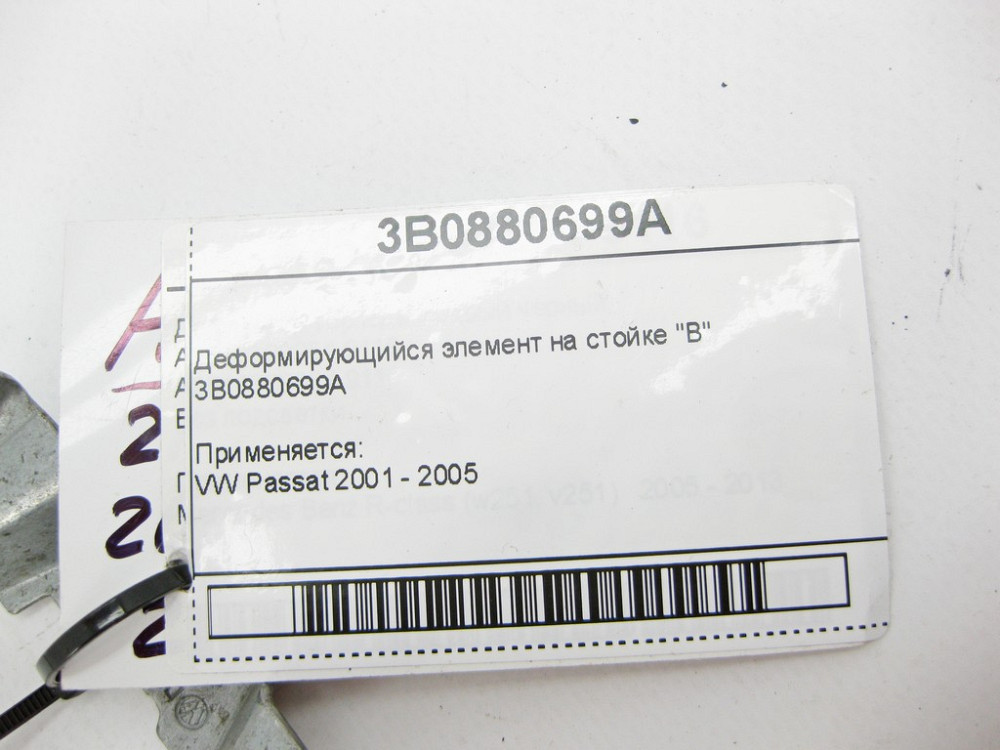 3B0880699A
Деформирующийся элемент на стойке "B"
3B0880699A
Применяется:
VW Passat 2001 - 2005